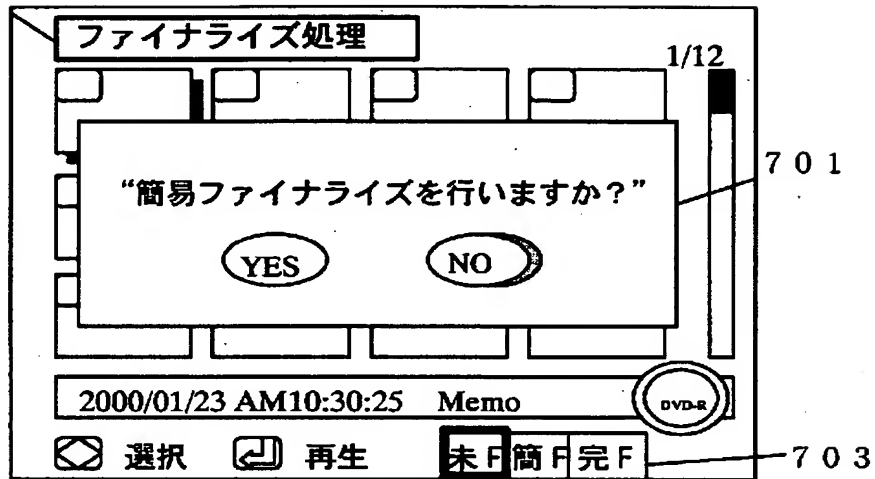 ファイナライズ処理
1/12
“簡易ファイナライズを行いますか？”
YES NO
701
2000/01/23 AM10:30:25 Memo
DVD-R
選択 再生 未F 簡F 完F
703